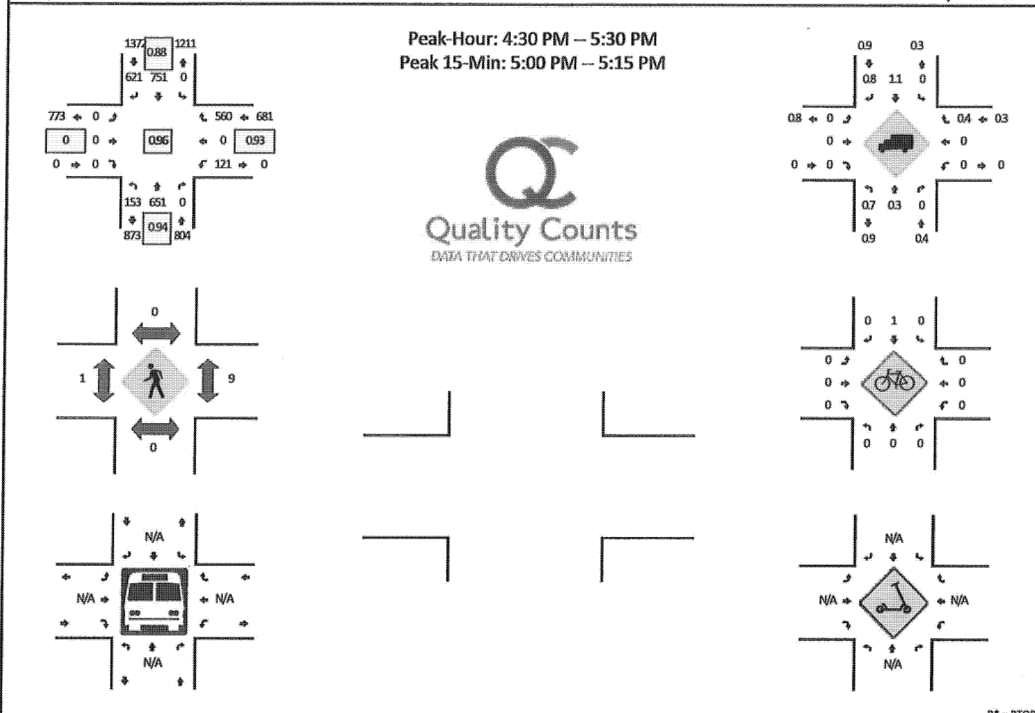 Peak-Hour: 4:30 PM -- 5:30 PM
Peak 15-Min: 5:00 PM -- 5:15 PM
1372 0.88 1211
621 751 0
773 0 560 681
0 0 0.96 0 0.93
0 0 121 0
153 651 0
873 0.94 804
QC
Quality Counts
DATA THAT DRIVES COMMUNITIES
0.9 0.3
0.8 1.1 0
0.8 0 0.4 0.3
0 0
0 0 0 0
0.7 0.3 0
0.9 0.4
0
1 9
0
0 1 0
0 0
0 0
0 0
0 0 0
N/A
N/A N/A
N/A
N/A
N/A N/A
N/A